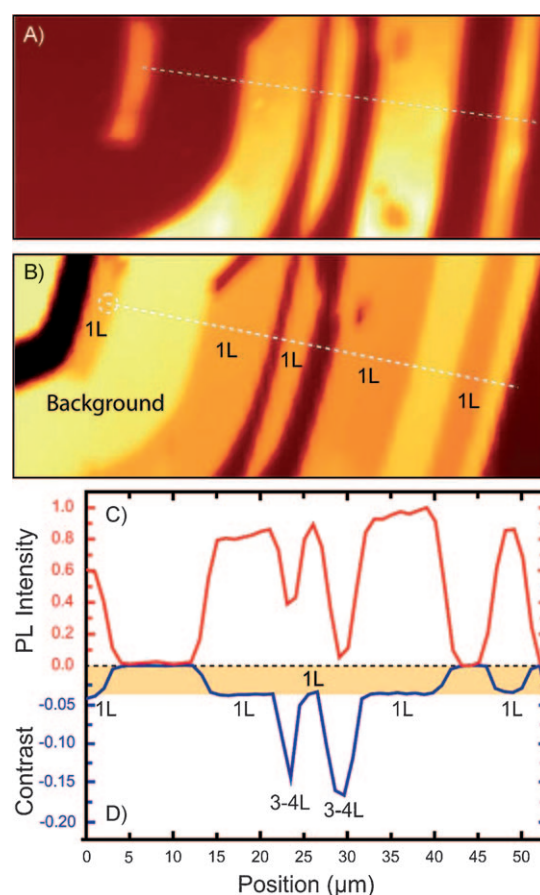 A)
B)
1L
1L
1L
1L
1L
Background
C)
PL Intensity
1.0
0.8
0.6
0.4
0.2
0.0
1L
1L
1L
1L
1L
3-4L
3-4L
Contrast
-0.05
-0.10
-0.15
-0.20
D)
0 5 10 15 20 25 30 35 40 45 50
Position (µm)